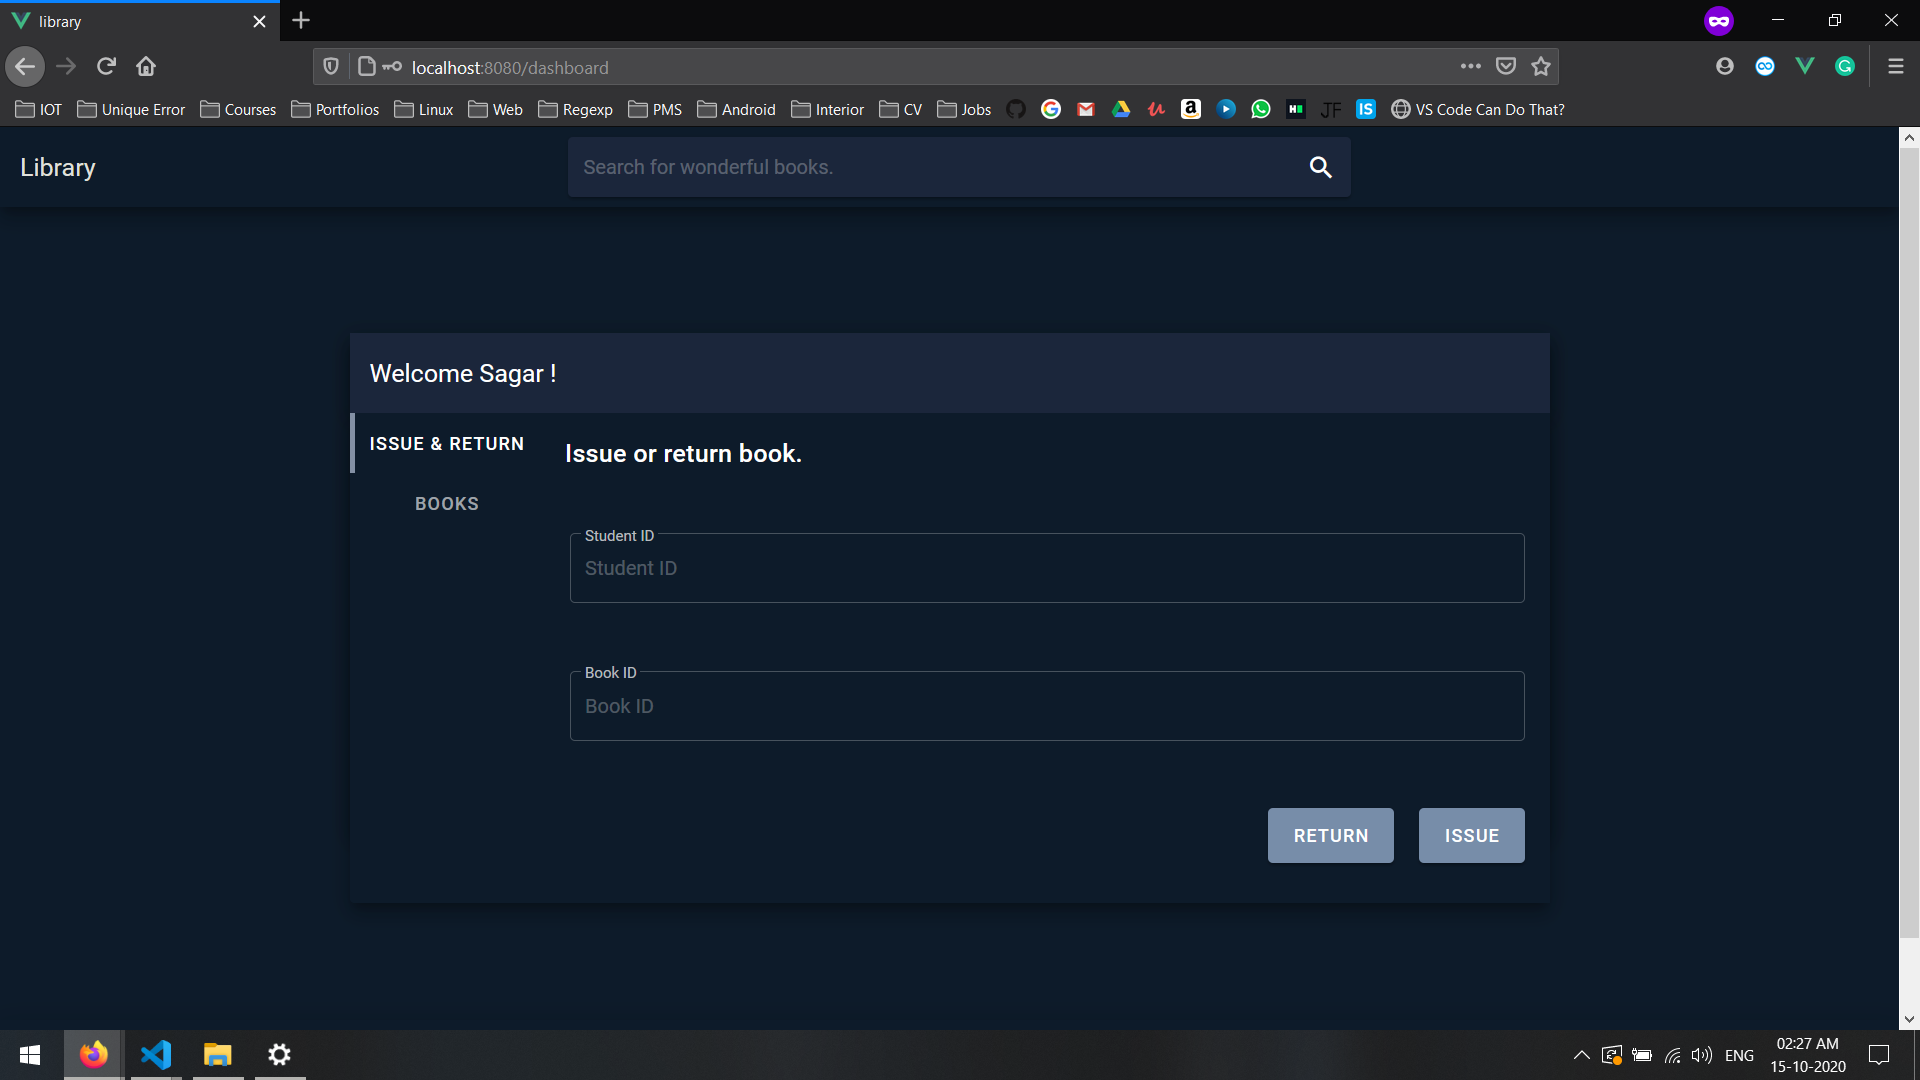 library
localhost:8080/dashboard
IOT Unique Error Courses Portfolios Linux Web Regexp PMS Android Interior CV Jobs JF IS VS Code Can Do That?
Library
Search for wonderful books.
Welcome Sagar !
ISSUE & RETURN
BOOKS
Issue or return book.
Student ID
Student ID
Book ID
Book ID
RETURN ISSUE
ENG
02:27 AM
15-10-2020